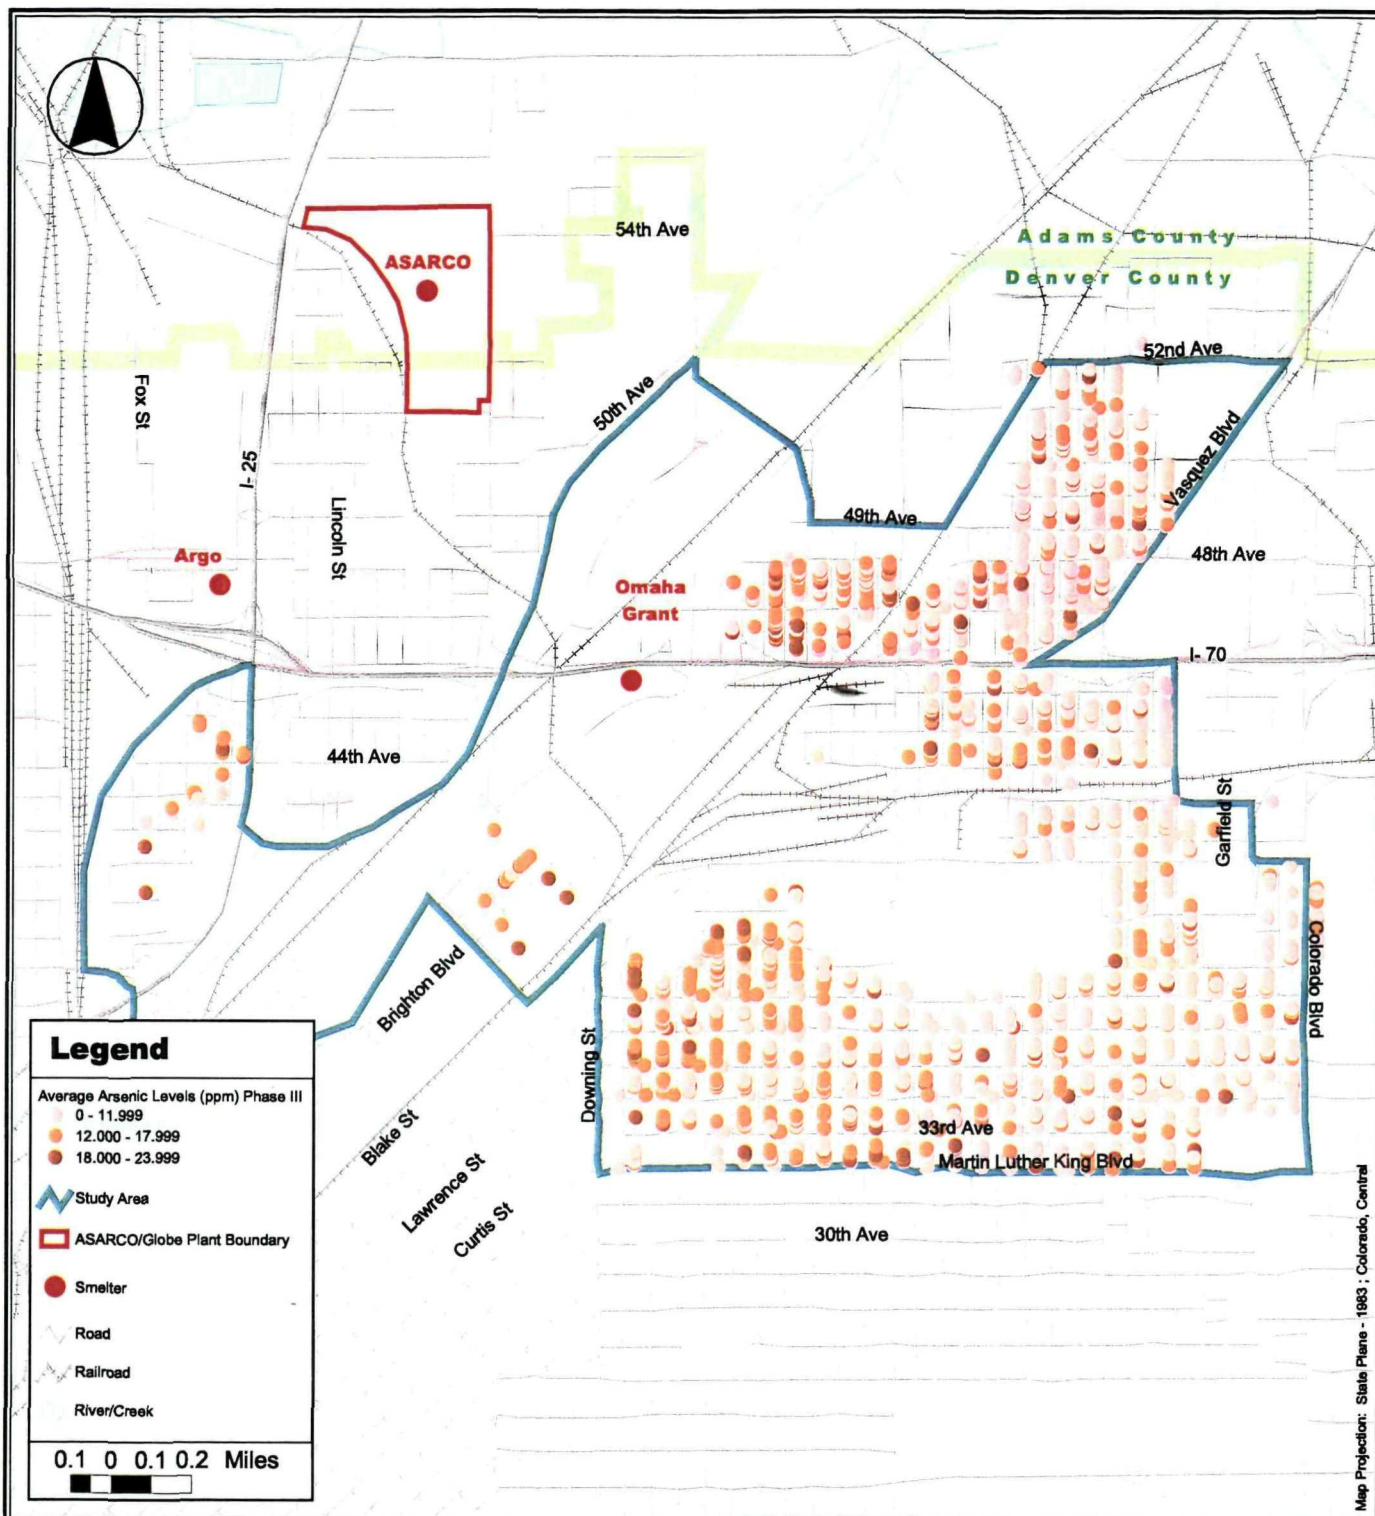 54th Ave
Adams County
Denver County
ASARCO
52nd Ave
Fox St
50th Ave
I- 25
Vasquez Blvd
Lincoln St
49th Ave
48th Ave
Argo
Omaha
Grant
I- 70
44th Ave
Garfield St
Brighton Blvd
Colorado Blvd
Downing St
33rd Ave
Martin Luther King Blvd
Blake St
Lawrence St
Curtis St
30th Ave
Legend
Average Arsenic Levels (ppm) Phase III
0 - 11.999
12.000 - 17.999
18.000 - 23.999
Study Area
ASARCO/Globe Plant Boundary
Smelter
Road
Railroad
River/Creek
0.1 0 0.1 0.2 Miles
Map Projection: State Plane - 1983 ; Colorado, Central